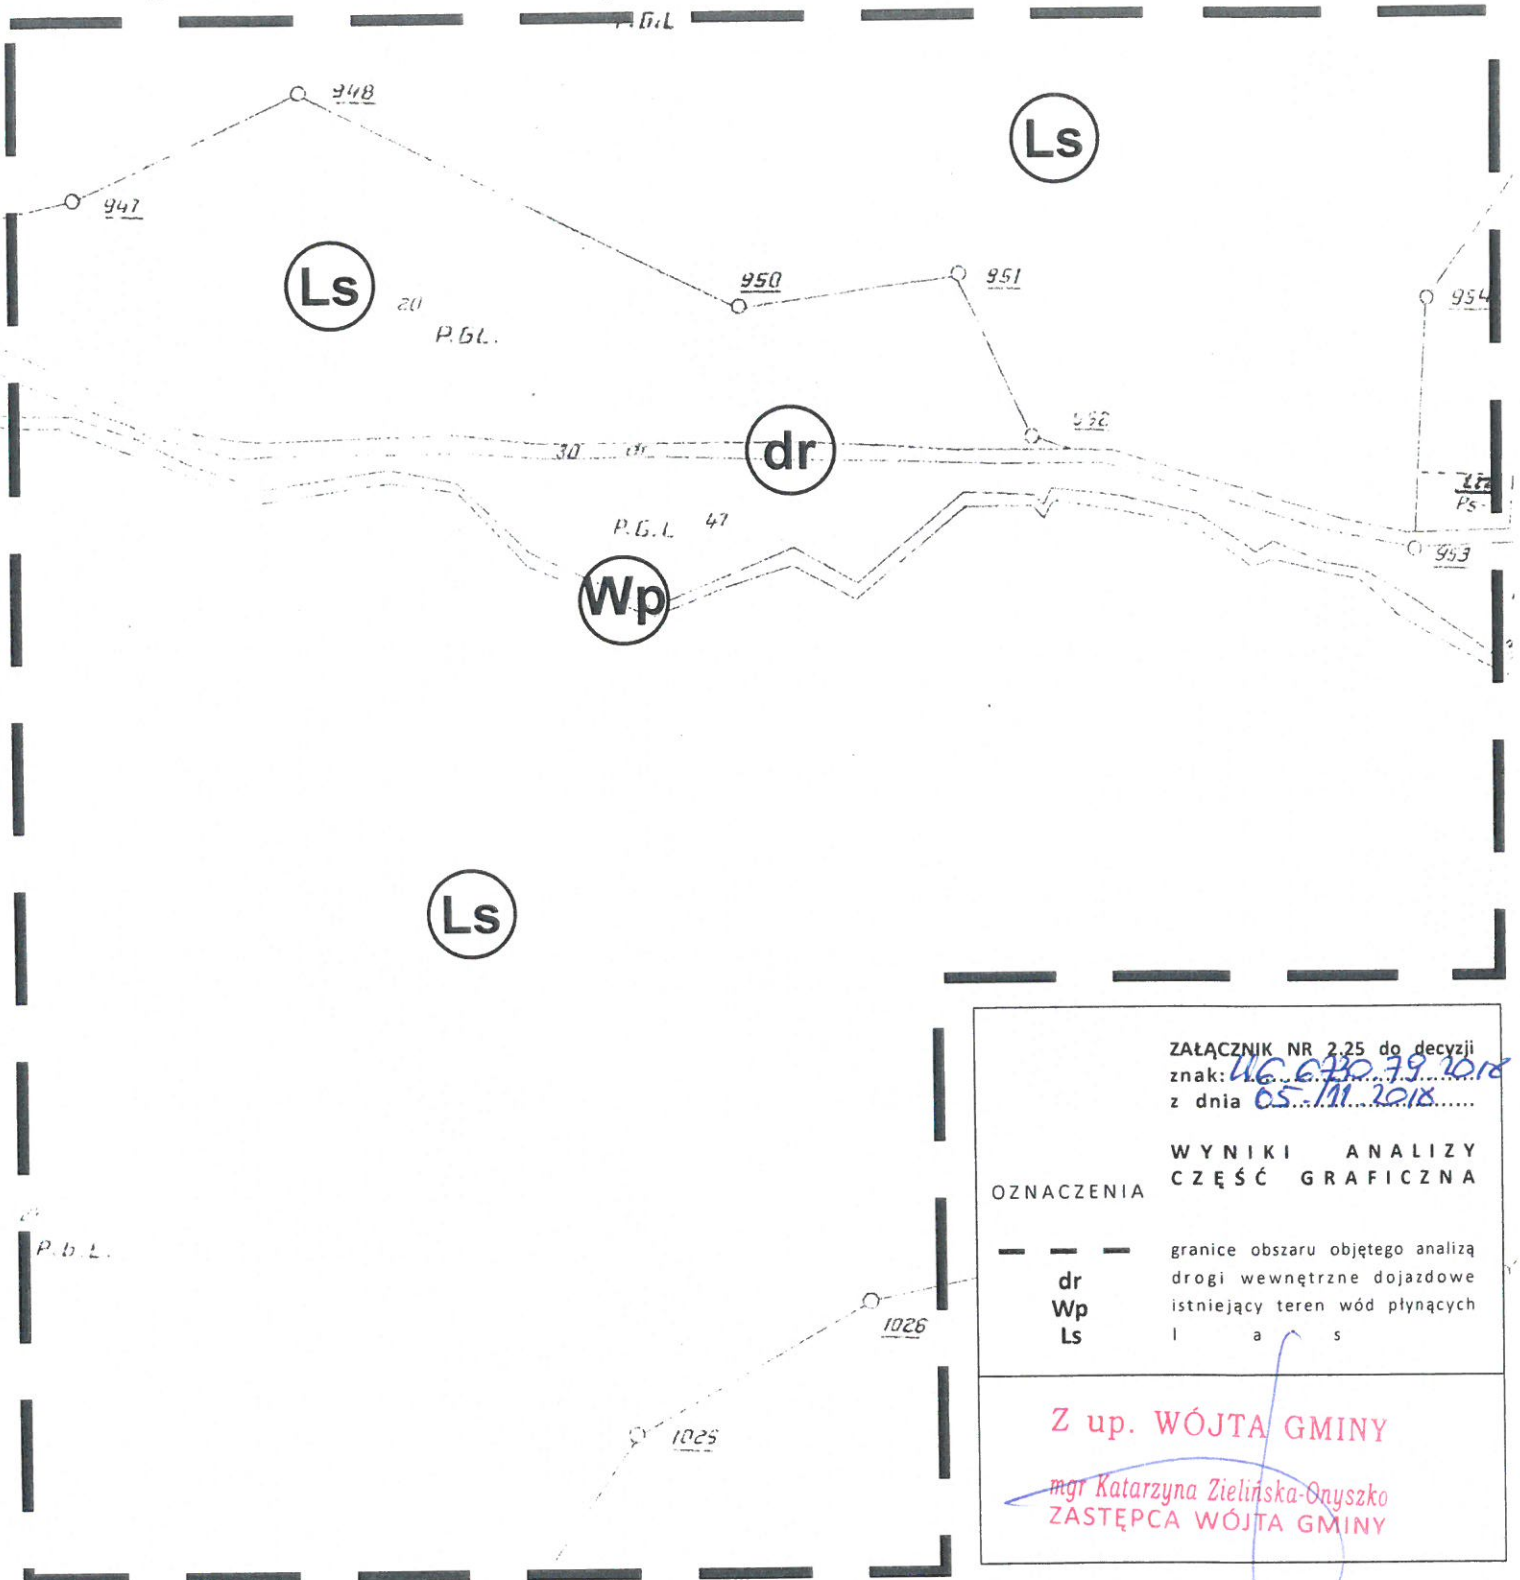 P.G.L
948
Ls
947
Ls
20
P.GL.
950
951
954
952
30 dr
dr
Ps-
P.G.L 47
953
Wp
Ls
ZAŁĄCZNIK NR 2.25 do decyzji
znak: UG.6730.79.2018
z dnia 05.11.2018
WYNIKI ANALIZY
CZĘŚĆ GRAFICZNA
OZNACZENIA
granice obszaru objętego analizą
dr drogi wewnętrzne dojazdowe
Wp istniejący teren wód płynących
Ls l a s
P.G.L.
1026
1025
Z up. WÓJTA GMINY
mgr Katarzyna Zielińska-Onyszko
ZASTĘPCA WÓJTA GMINY